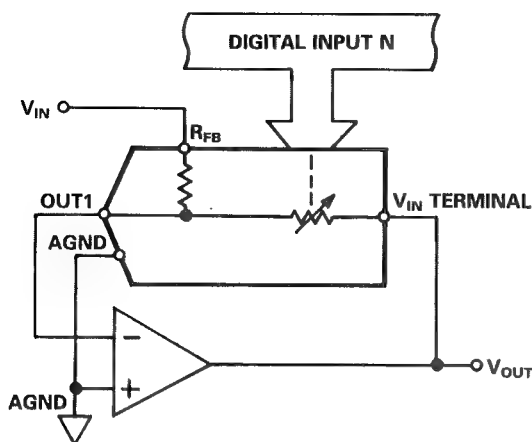 DIGITAL INPUT N
VIN
RFB
OUT1
VIN TERMINAL
AGND
−
+
VOUT
AGND